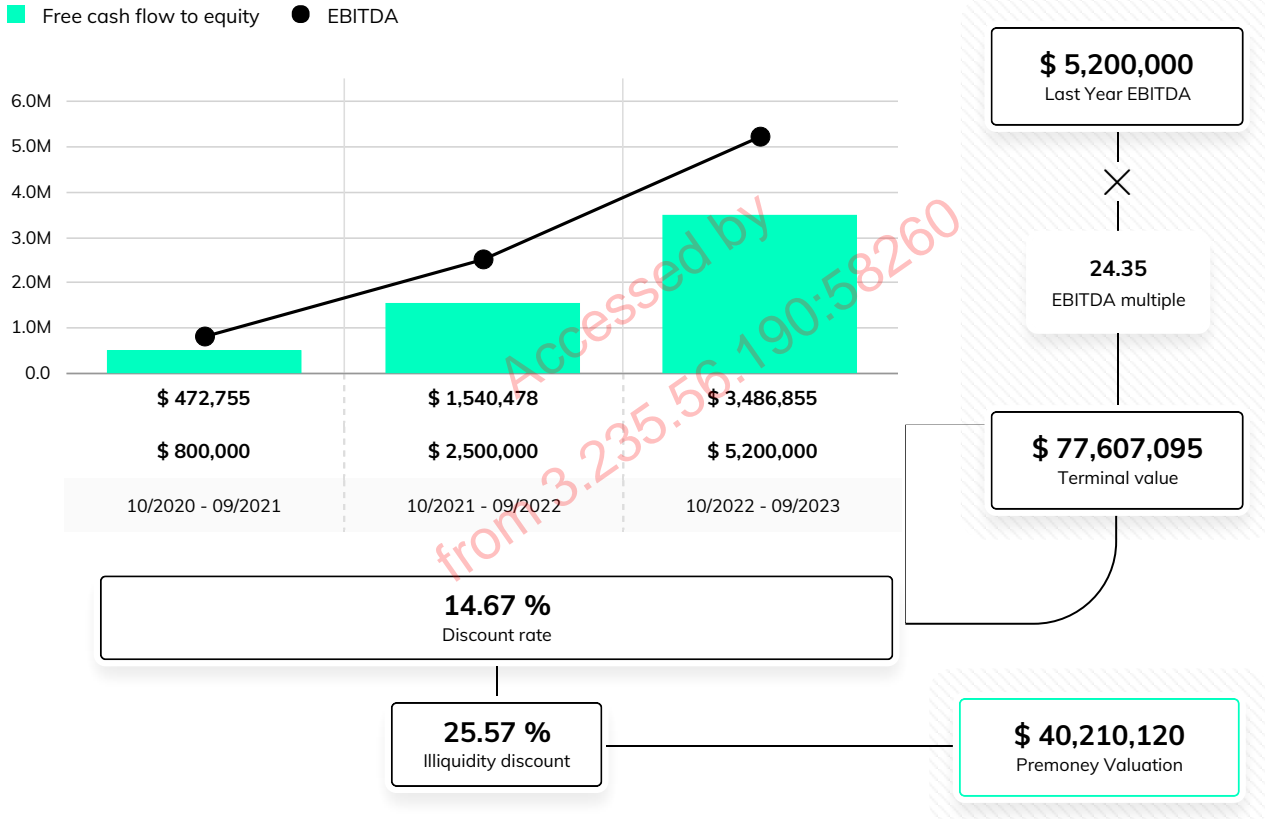 Free cash flow to equity EBITDA
6.0M
5.0M
4.0M
3.0M
2.0M
1.0M
0.0
$ 472,755 $ 1,540,478 $ 3,486,855
$ 800,000 $ 2,500,000 $ 5,200,000
10/2020 - 09/2021 10/2021 - 09/2022 10/2022 - 09/2023
$ 5,200,000
Last Year EBITDA
24.35
EBITDA multiple
$ 77,607,095
Terminal value
14.67 %
Discount rate
25.57 %
Illiquidity discount
$ 40,210,120
Premoney Valuation
Accessed by
from 3.235.56.190:58260